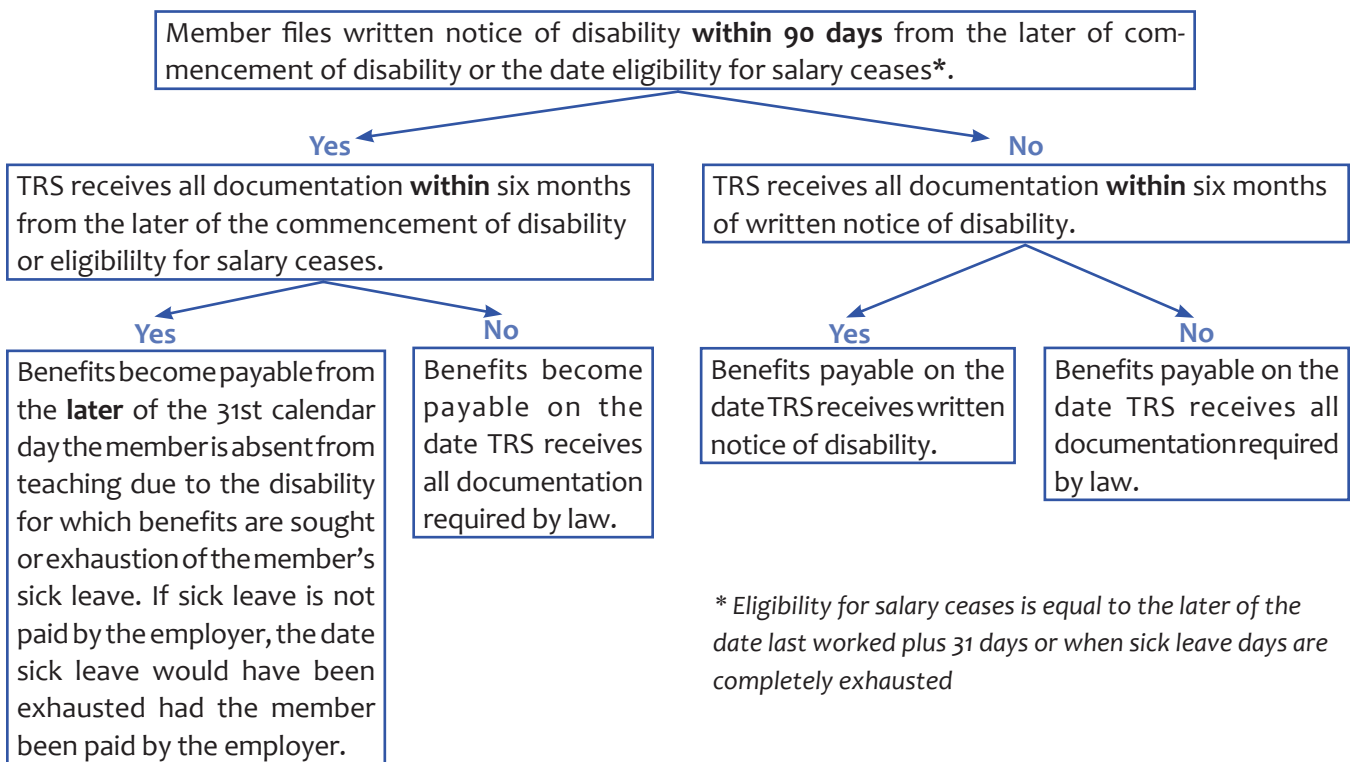 Member files written notice of disability within 90 days from the later of com-
mencement of disability or the date eligibility for salary ceases*.
Yes
No
TRS receives all documentation within six months
from the later of the commencement of disability
or eligibililty for salary ceases.
TRS receives all documentation within six months
of written notice of disability.
Yes
No
Yes
No
Benefits become payable from
the later of the 31st calendar
day the member is absent from
teaching due to the disability
for which benefits are sought
or exhaustion of the member's
sick leave. If sick leave is not
paid by the employer, the date
sick leave would have been
exhausted had the member
been paid by the employer.
Benefits become
payable on the
date TRS receives
all documentation
required by law.
Benefits payable on the
date TRS receives written
notice of disability.
Benefits payable on the
date TRS receives all
documentation required
by law.
* Eligibility for salary ceases is equal to the later of the
date last worked plus 31 days or when sick leave days are
completely exhausted